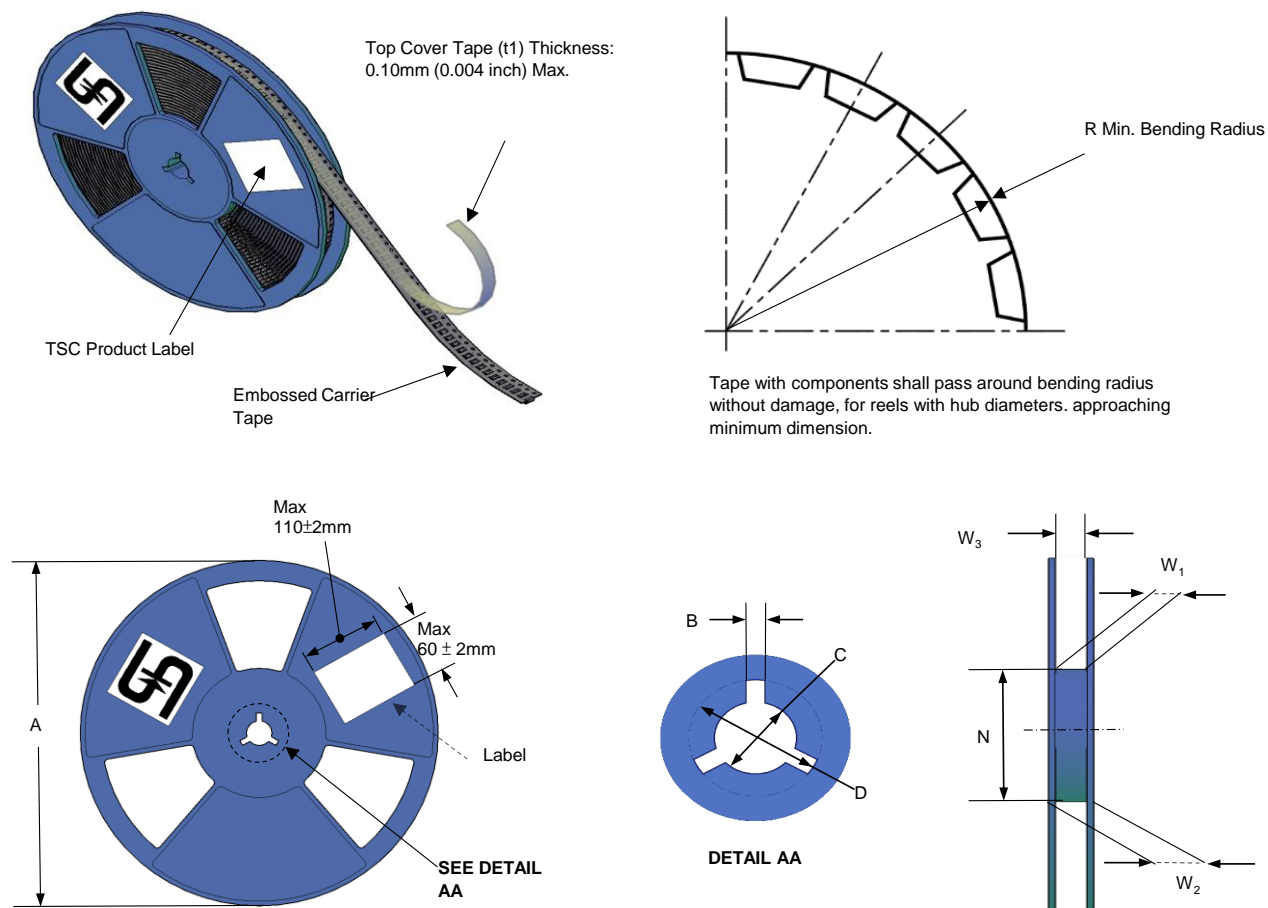 Top Cover Tape (t1) Thickness:
0.10mm (0.004 inch) Max.
TSC Product Label
Embossed Carrier
Tape
R Min. Bending Radius
Tape with components shall pass around bending radius
without damage, for reels with hub diameters. approaching
minimum dimension.
Max
110±2mm
Max
60 ± 2mm
A
Label
SEE DETAIL
AA
B
C
D
DETAIL AA
W3
W1
N
W2